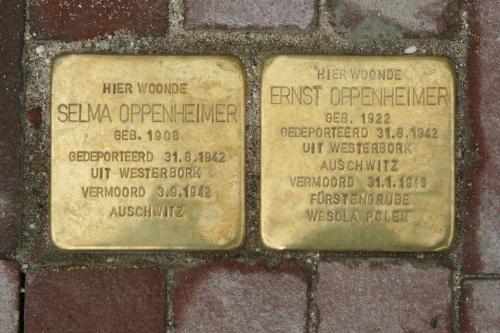 HIER WOONDE
SELMA OPPENHEIMER
GEB. 1908
GEDEPORTEERD 31.8.1942
UIT WESTERBORK
VERMOORD 3.9.1942
AUSCHWITZ
HIER WOONDE
ERNST OPPENHEIMER
GEB. 1922
GEDEPORTEERD 31.8.1942
UIT WESTERBORK
AUSCHWITZ
VERMOORD 31.1.1943
FÜRSTENGRUBE
WESOLA POLEN